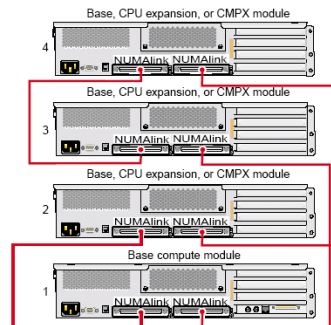 Base, CPU expansion, or CMPX module
4
NUMAlink NUMAlink
Base, CPU expansion, or CMPX module
3
NUMAlink NUMAlink
Base, CPU expansion, or CMPX module
2
NUMAlink NUMAlink
Base compute module
1
NUMAlink NUMAlink